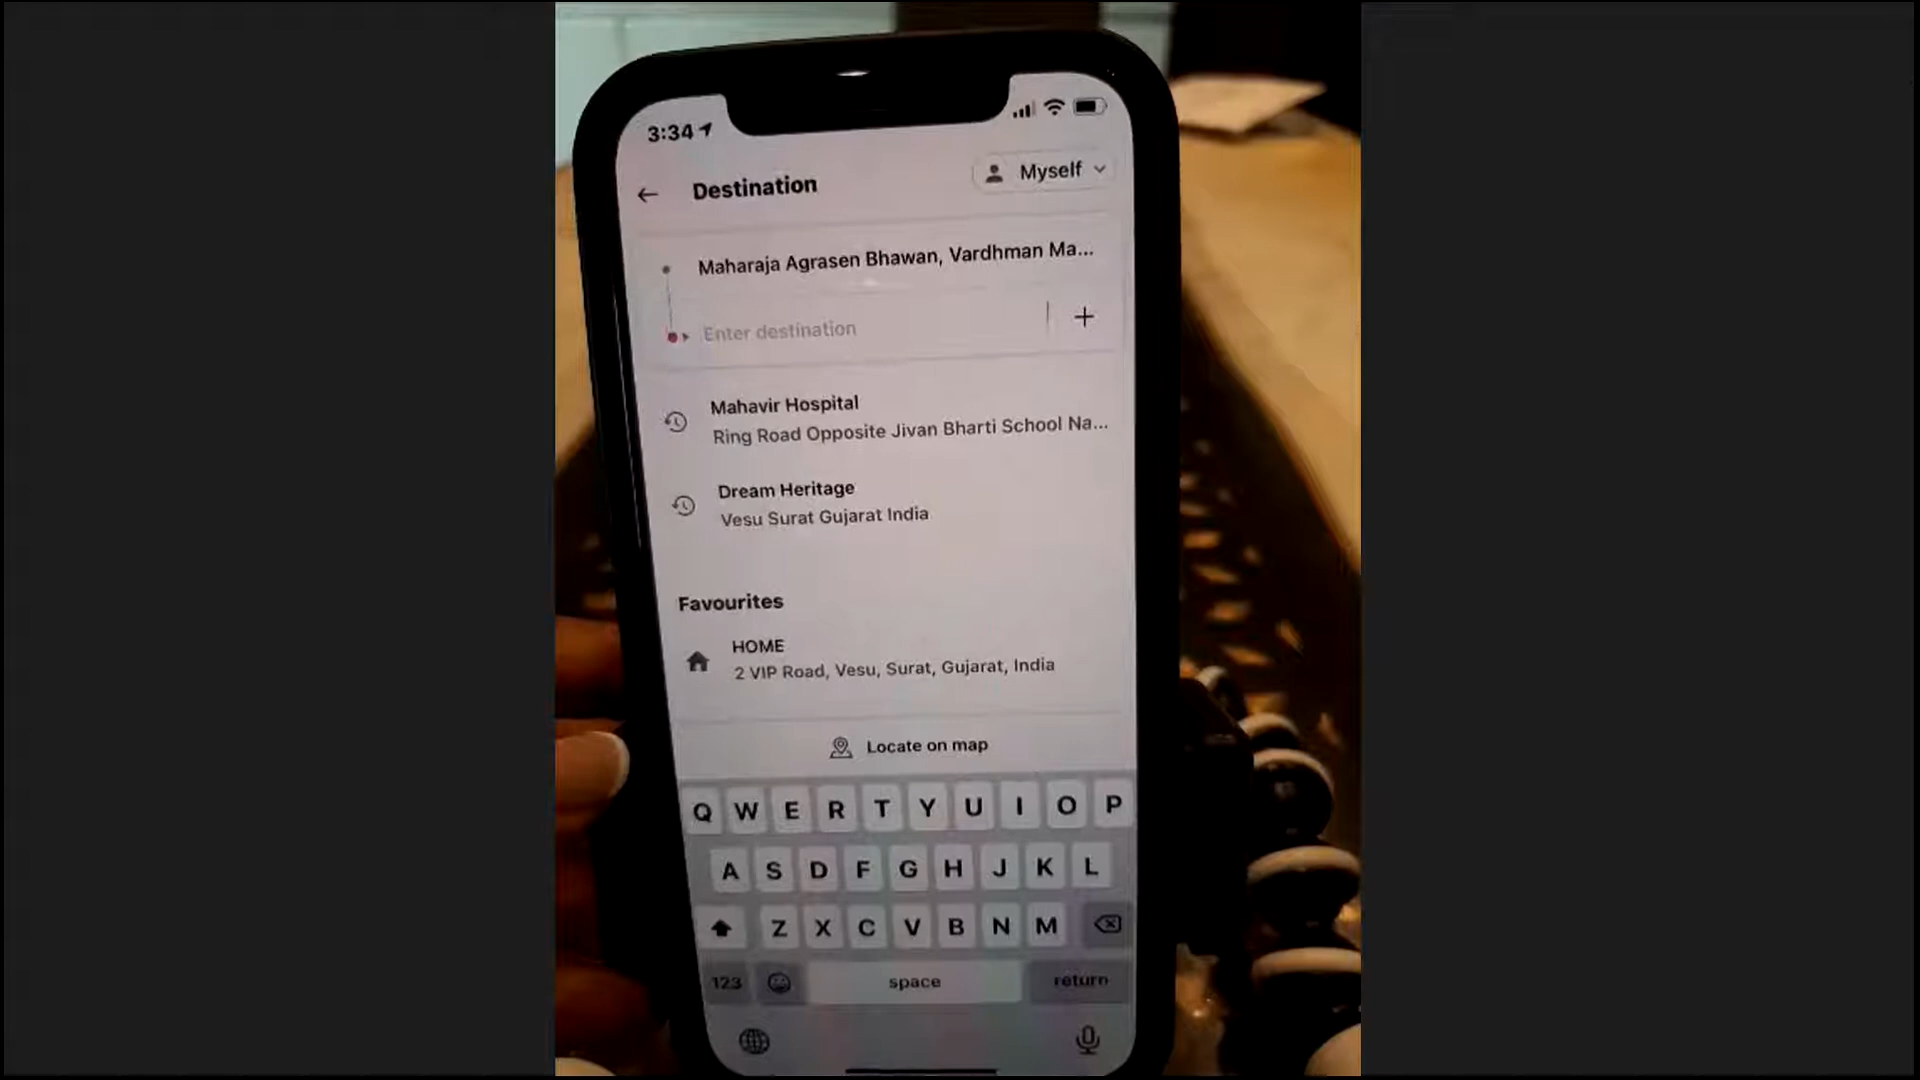 3:34
Destination
Myself
Maharaja Agrasen Bhawan, Vardhman Ma...
Enter destination
Mahavir Hospital
Ring Road Opposite Jivan Bharti School Na...
Dream Heritage
Vesu Surat Gujarat India
Favourites
HOME
2 VIP Road, Vesu, Surat, Gujarat, India
Locate on map
Q W E R T Y U I O P
A S D F G H J K L
Z X C V B N M
123 space return